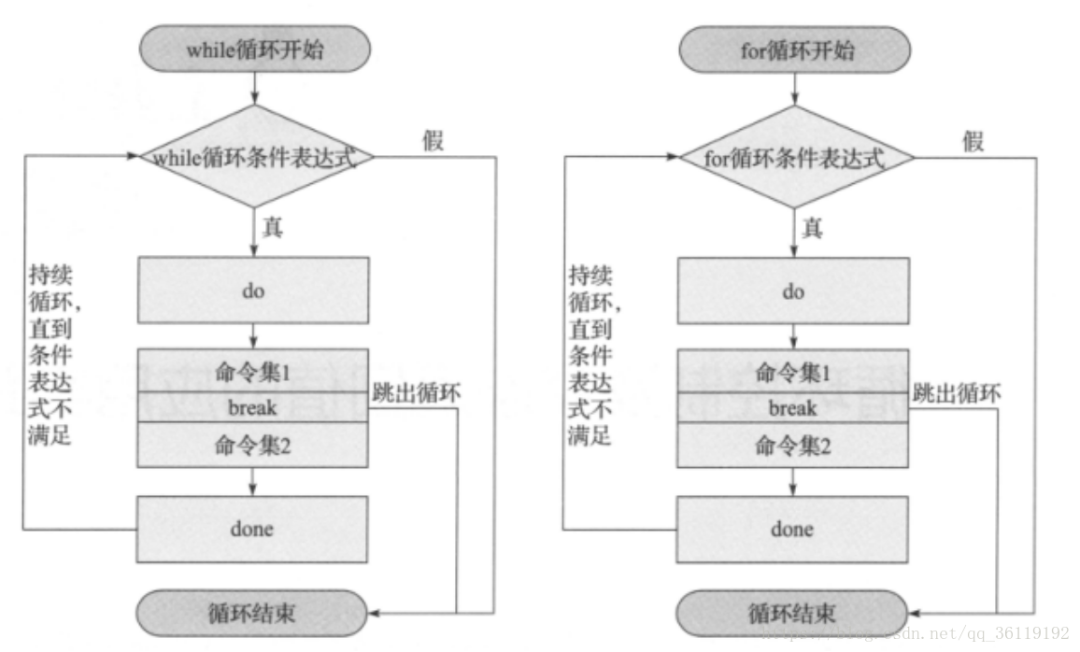 while循环开始
while循环条件表达式
假
真
持续
循环，
直到
条件
表达
式不
满足
do
命令集1
break
跳出循环
命令集2
done
循环结束
for循环开始
for循环条件表达式
假
真
持续
循环，
直到
条件
表达
式不
满足
do
命令集1
break
跳出循环
命令集2
done
循环结束
https://blog.csdn.net/qq_36119192